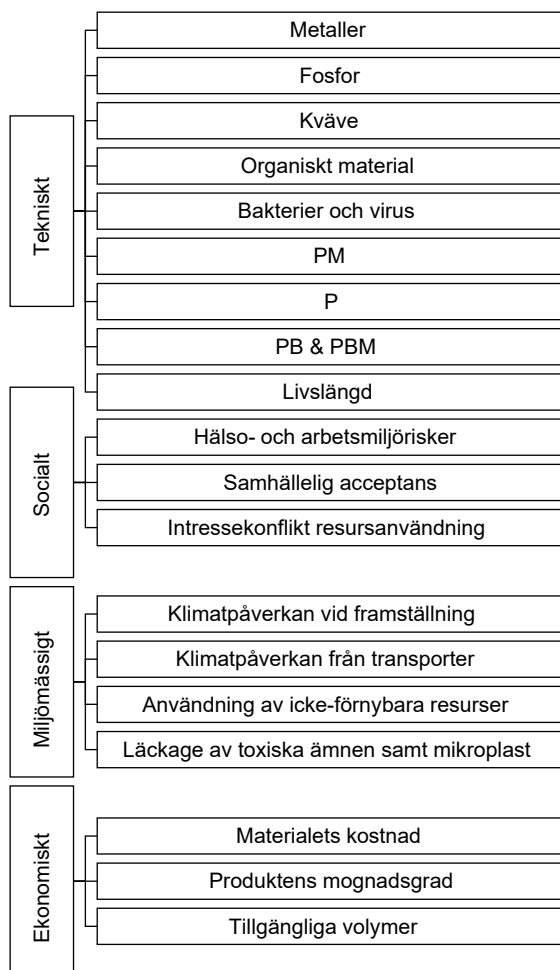 Tekniskt
Metaller
Fosfor
Kväve
Organiskt material
Bakterier och virus
PM
P
PB & PBM
Livslängd
Socialt
Hälso- och arbetsmiljörisker
Samhällelig acceptans
Intressekonflikt resursanvändning
Miljömässigt
Klimatpåverkan vid framställning
Klimatpåverkan från transporter
Användning av icke-förnybara resurser
Läckage av toxiska ämnen samt mikroplast
Ekonomiskt
Materialets kostnad
Produktens mognadsgrad
Tillgängliga volymer